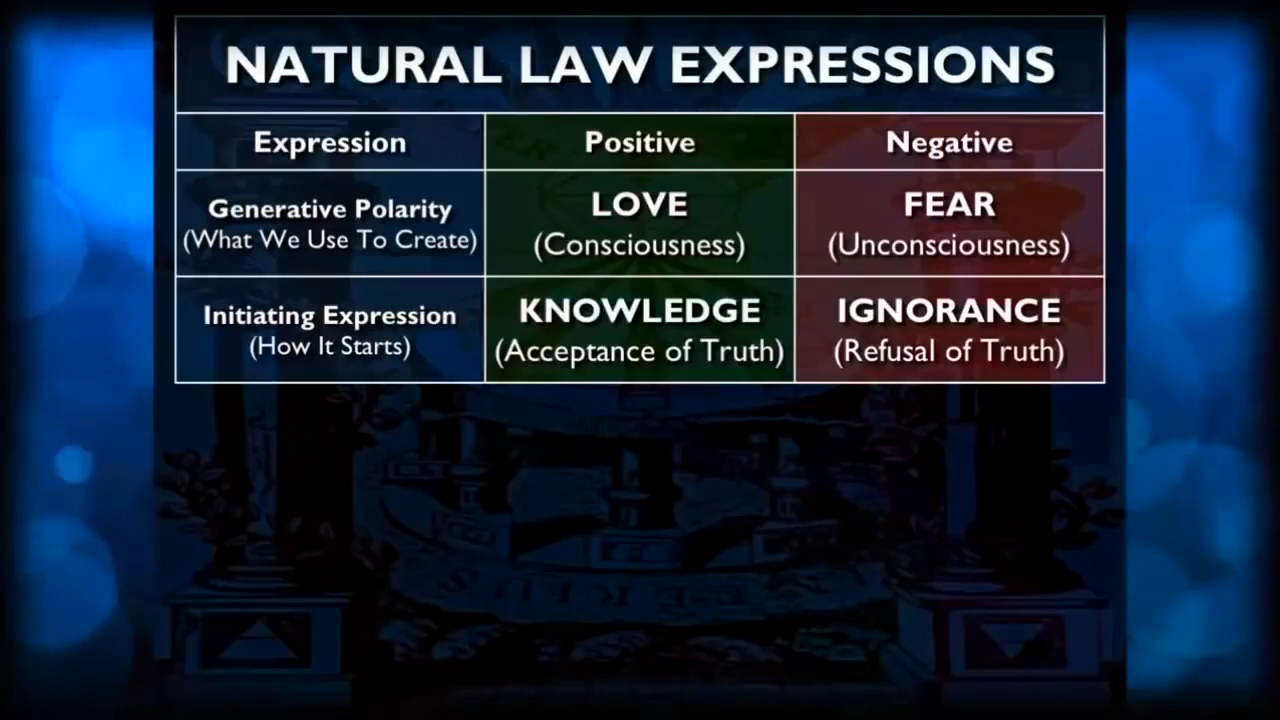 NATURAL LAW EXPRESSIONS
Expression Positive Negative
Generative Polarity
(What We Use To Create)
LOVE
(Consciousness)
FEAR
(Unconsciousness)
Initiating Expression
(How It Starts)
KNOWLEDGE
(Acceptance of Truth)
IGNORANCE
(Refusal of Truth)